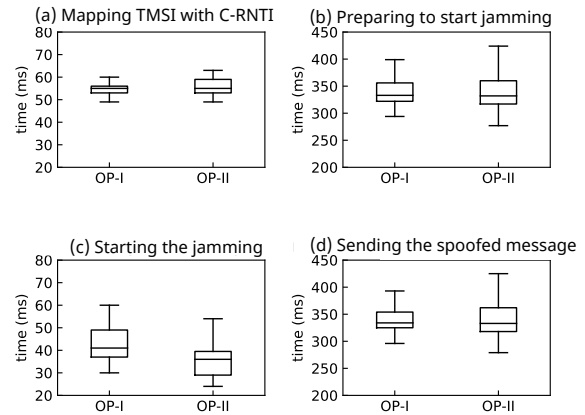 (a) Mapping TMSI with C-RNTI
time (ms)
80
70
60
50
40
30
20
OP-I OP-II
(b) Preparing to start jamming
time (ms)
450
400
350
300
250
200
OP-I OP-II
(c) Starting the jamming
time (ms)
80
70
60
50
40
30
20
OP-I OP-II
(d) Sending the spoofed message
time (ms)
450
400
350
300
250
200
OP-I OP-II